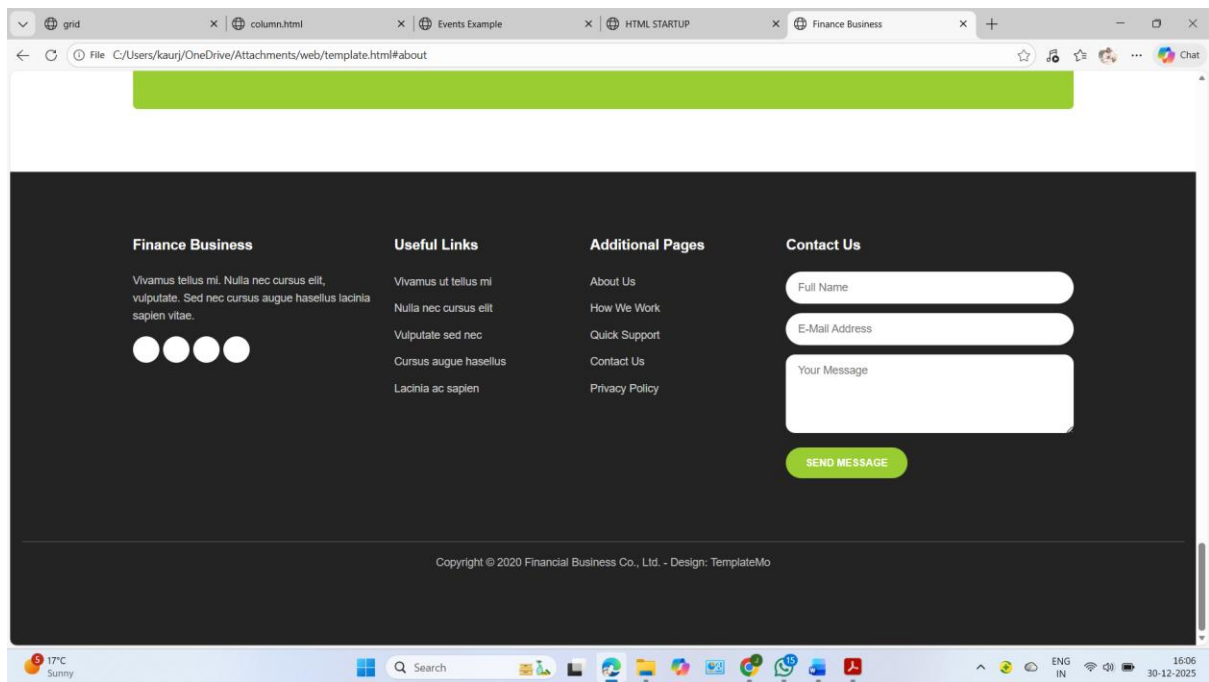 grid
column.html
Events Example
HTML STARTUP
Finance Business
File C:/Users/kaurj/OneDrive/Attachments/web/template.html#about
Chat
Finance Business
Vivamus tellus mi. Nulla nec cursus elit,
vulputate. Sed nec cursus augue hasellus lacinia
sapien vitae.
Useful Links
Vivamus ut tellus mi
Nulla nec cursus elit
Vulputate sed nec
Cursus augue hasellus
Lacinia ac sapien
Additional Pages
About Us
How We Work
Quick Support
Contact Us
Privacy Policy
Contact Us
Full Name
E-Mail Address
Your Message
SEND MESSAGE
Copyright © 2020 Financial Business Co., Ltd. - Design: TemplateMo
5
17°C
Sunny
Search
15
ENG
IN
16:06
30-12-2025